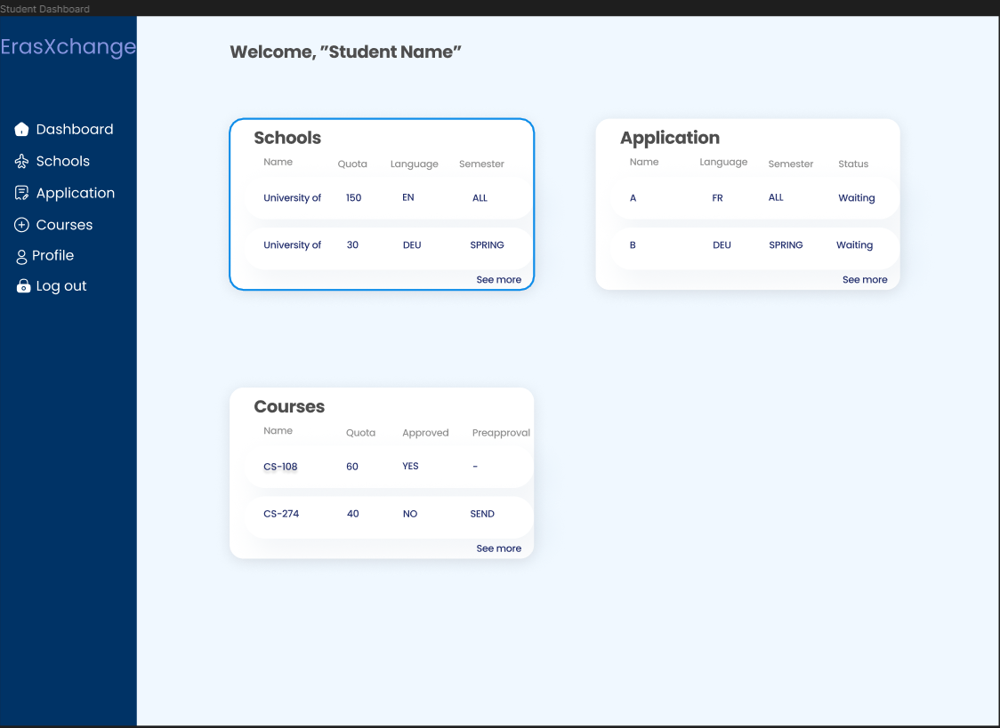 Student Dashboard
ErasXchange
Dashboard
Schools
Application
Courses
Profile
Log out
Welcome, ”Student Name”
Schools
Name Quota Language Semester
University of 150 EN ALL
University of 30 DEU SPRING
See more
Application
Name Language Semester Status
A FR ALL Waiting
B DEU SPRING Waiting
See more
Courses
Name Quota Approved Preapproval
CS-108 60 YES -
CS-274 40 NO SEND
See more